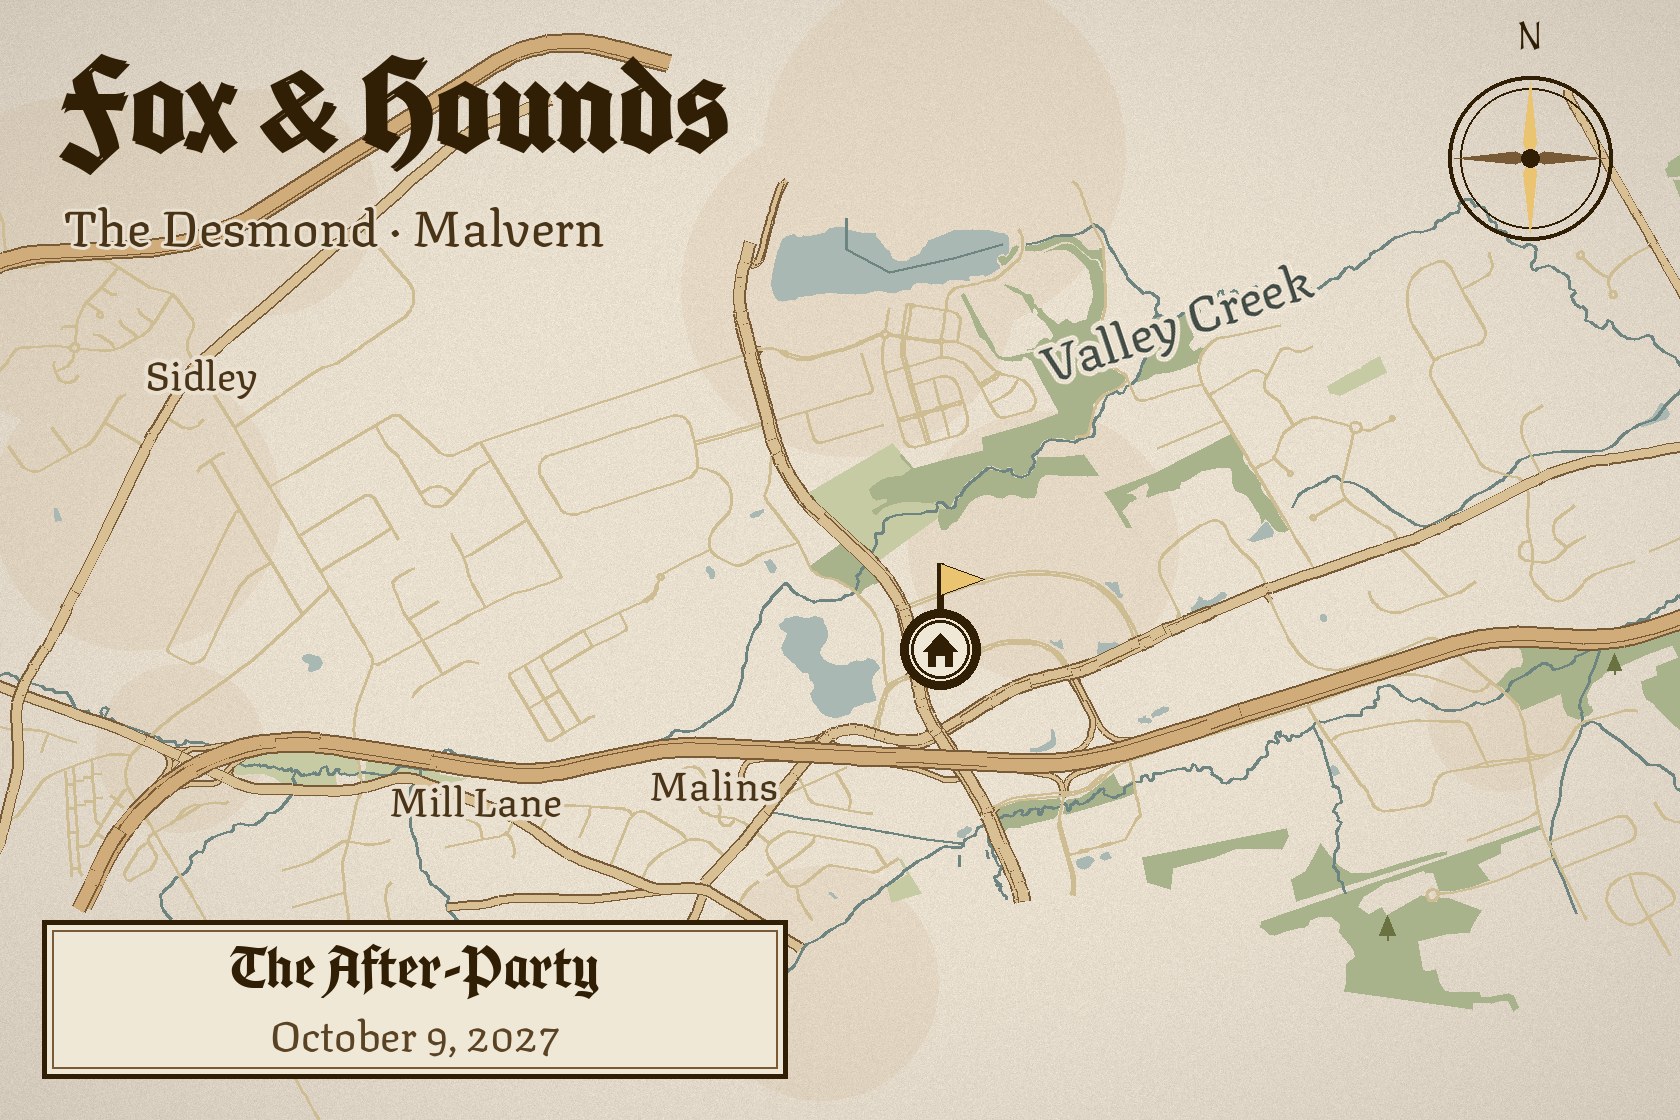 Fox & Hounds
N
The Desmond · Malvern
Valley Creek
Sidley
Malins
Mill Lane
The After-Party
October 9, 2027